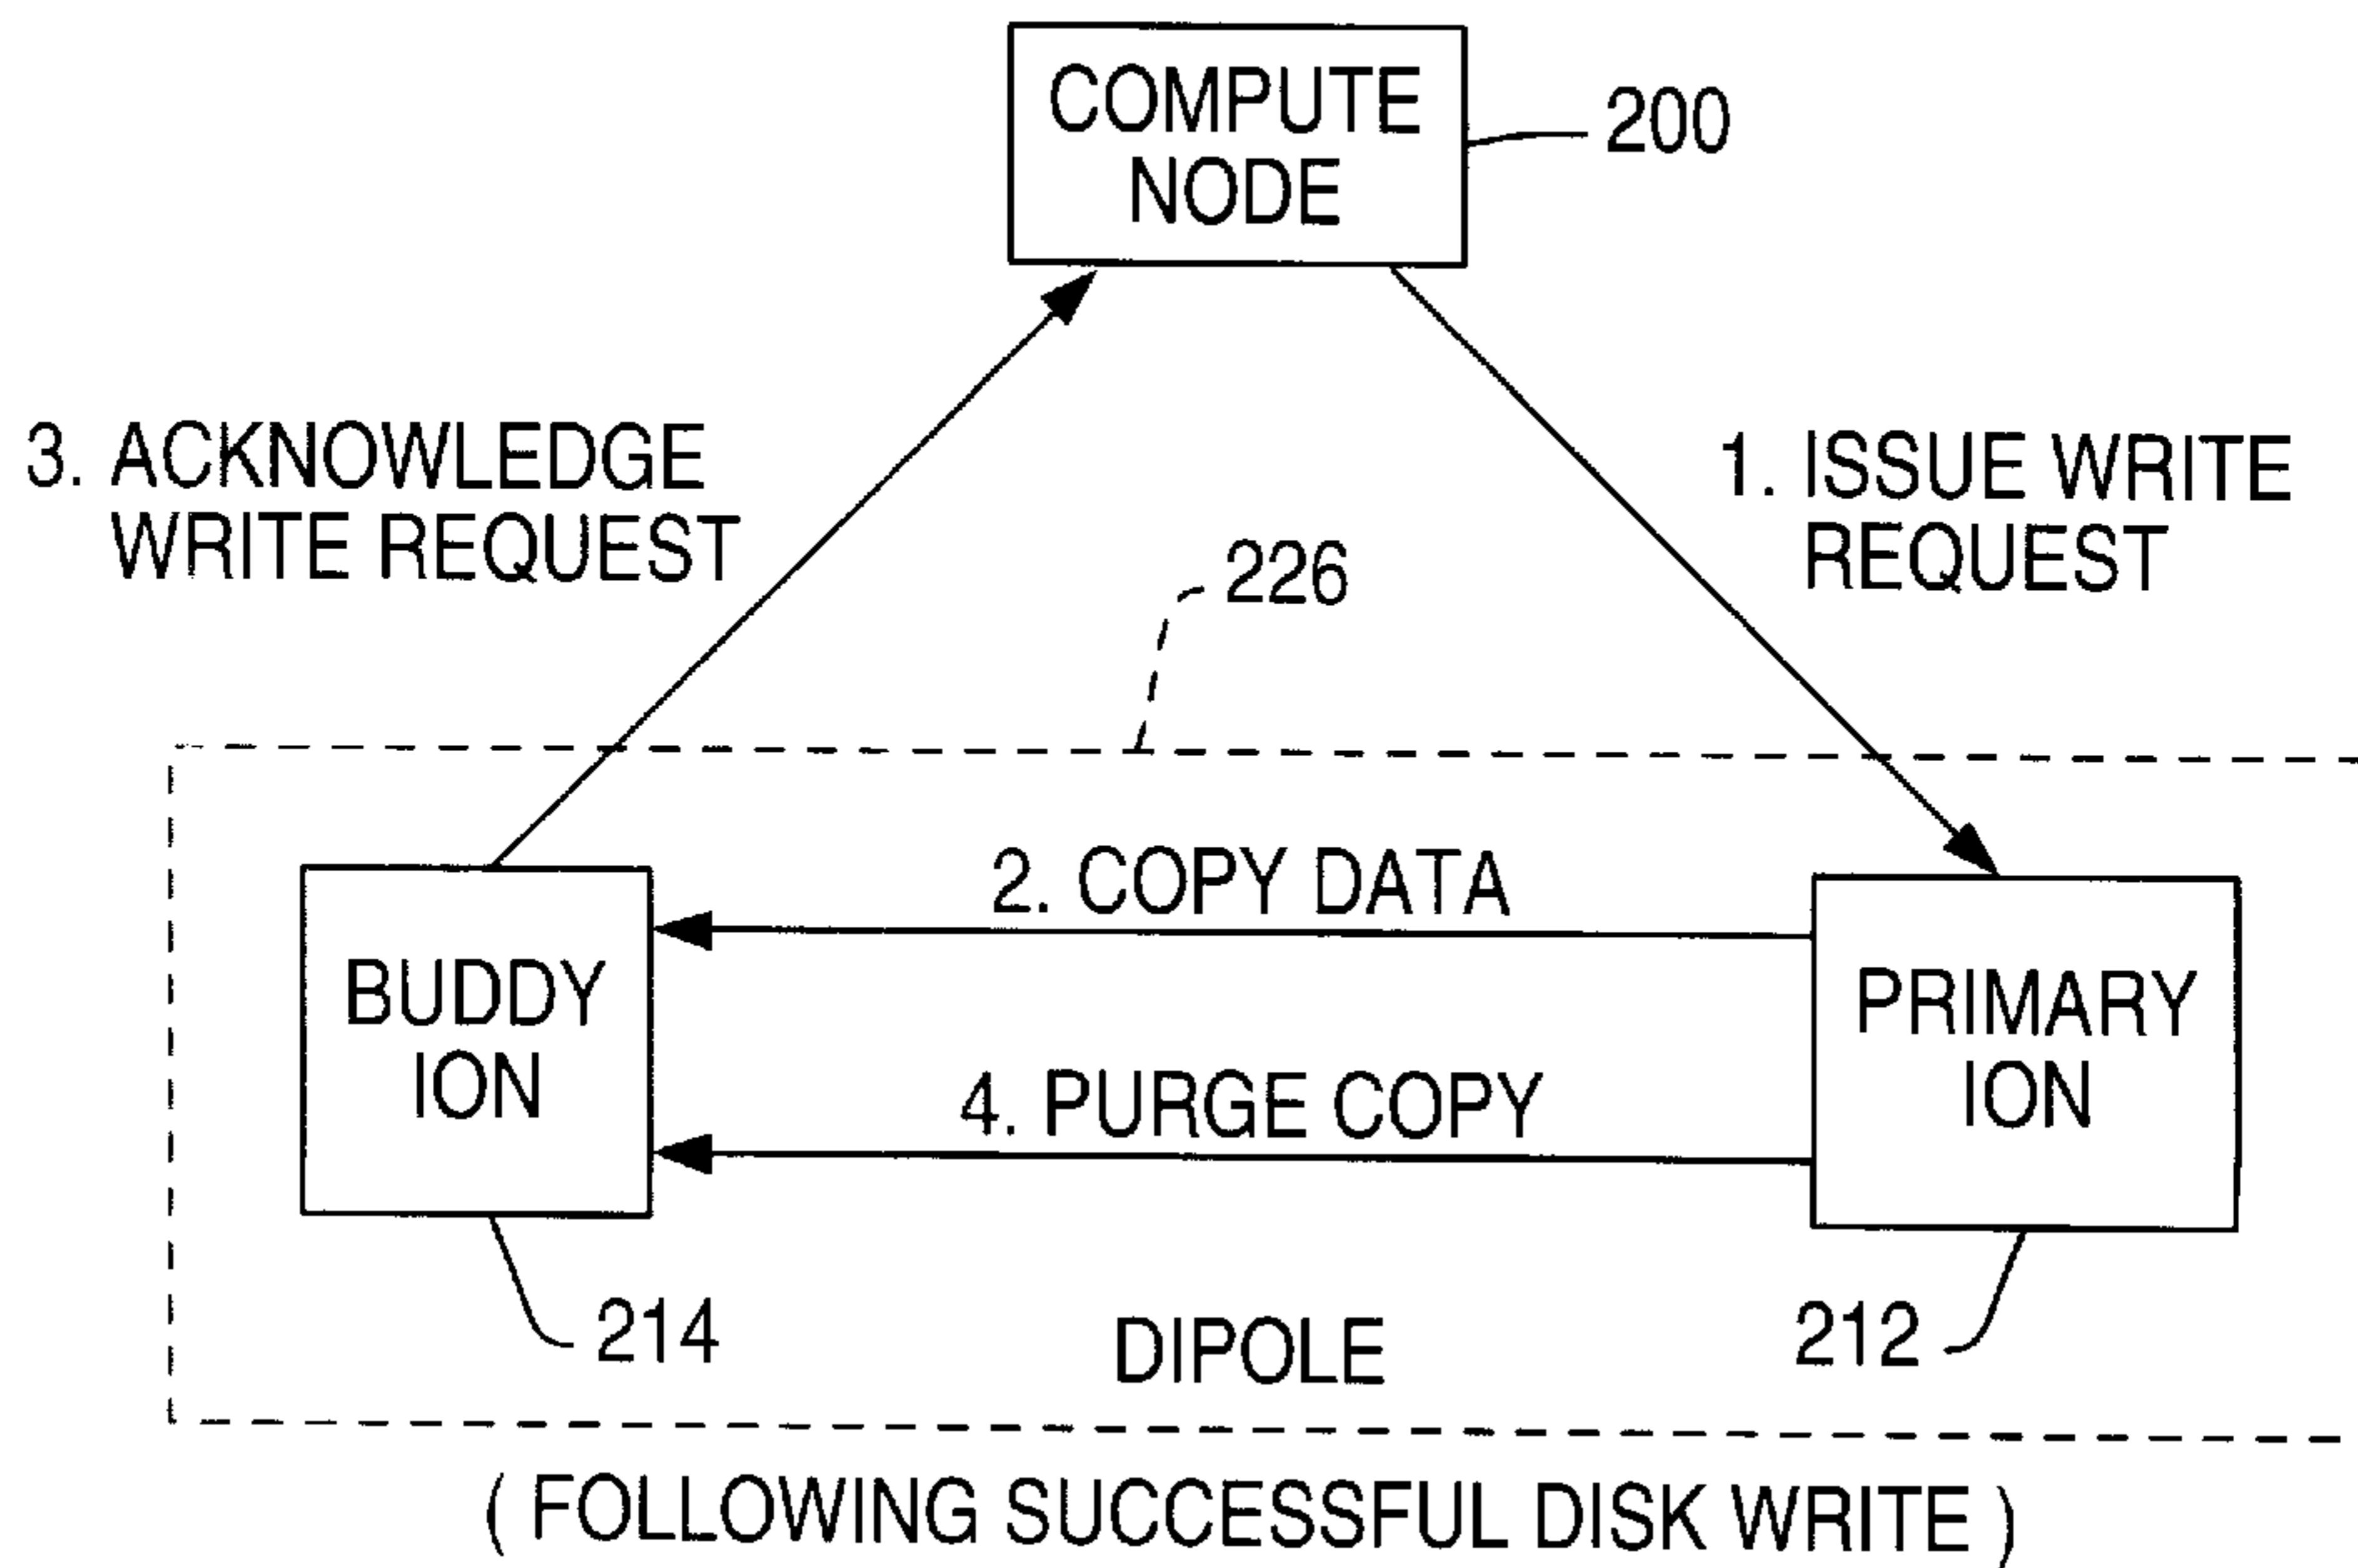 COMPUTE
NODE
200
3. ACKNOWLEDGE
WRITE REQUEST
1. ISSUE WRITE
REQUEST
226
2. COPY DATA
BUDDY
ION
PRIMARY
ION
4. PURGE COPY
214
DIPOLE
212
( FOLLOWING SUCCESSFUL DISK WRITE )